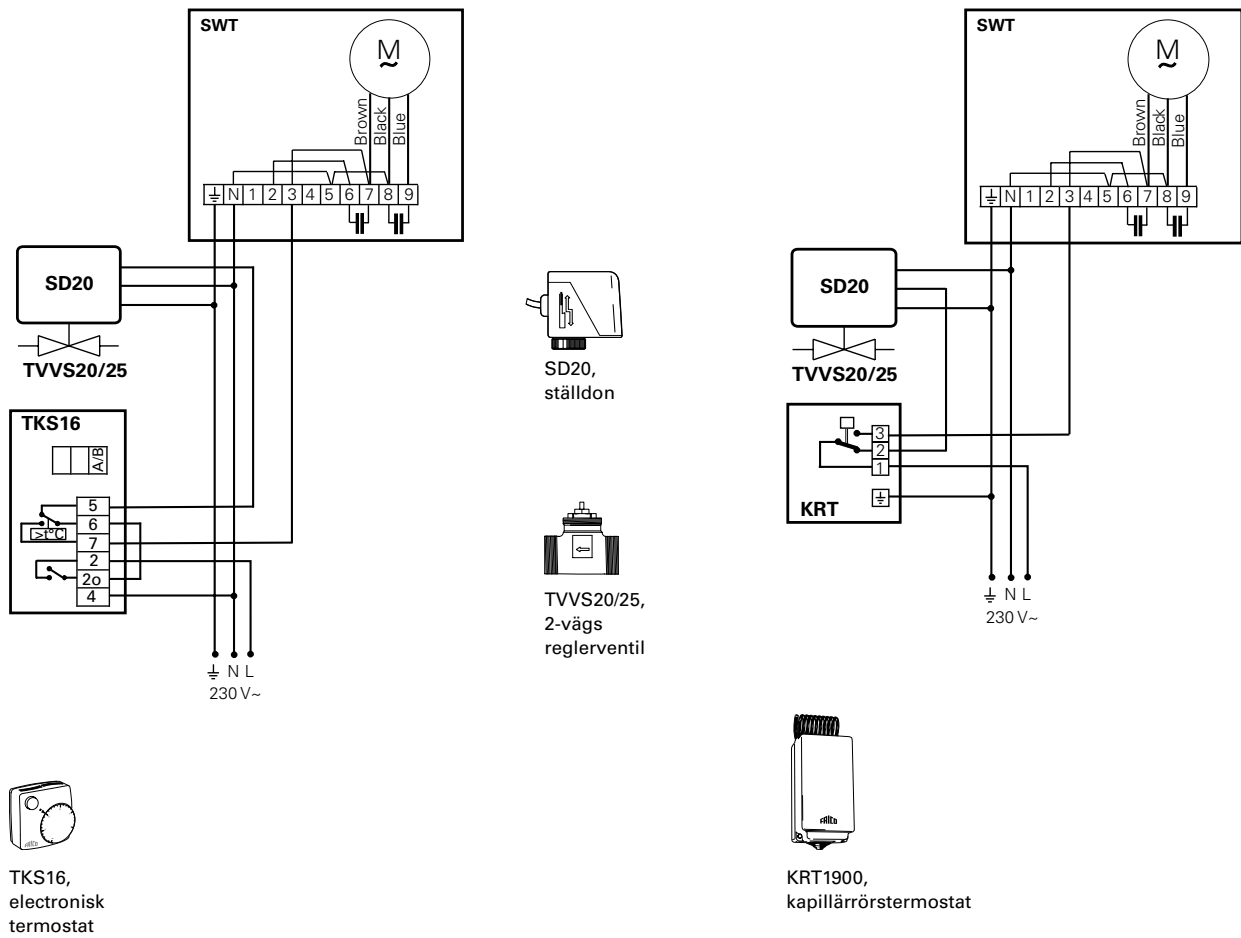 SWT
M
~
Brown
Black
Blue
N 1 2 3 4 5 6 7 8 9
SD20
TVVS20/25
TKS16
A/B
5
>t°C
6
7
2
2o
4
N L
230 V~
TKS16,
electronisk
termostat
SD20,
ställdon
TVVS20/25,
2-vägs
reglerventil
SWT
M
~
Brown
Black
Blue
N 1 2 3 4 5 6 7 8 9
SD20
TVVS20/25
3
2
1
KRT
N L
230 V~
FRICO
KRT1900,
kapillärrörstermostat
FRICO